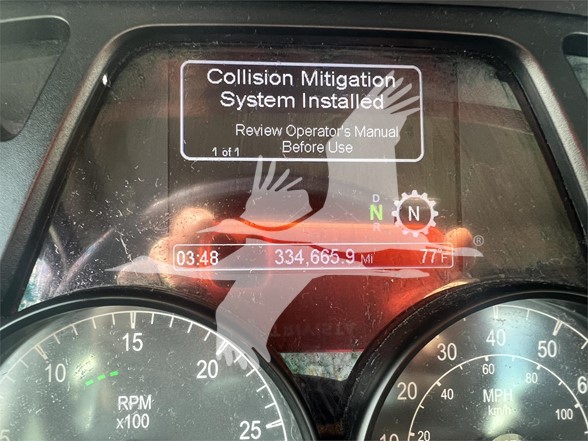 Collision Mitigation
System Installed
Review Operator's Manual
Before Use
1 of 1
D
N
R
N
®
03:48 334,665.9 Mi 77°F
10 15 20 25
RPM
x100
10 20 30 40 50 60
20 40 60 80 100
MPH
km/h